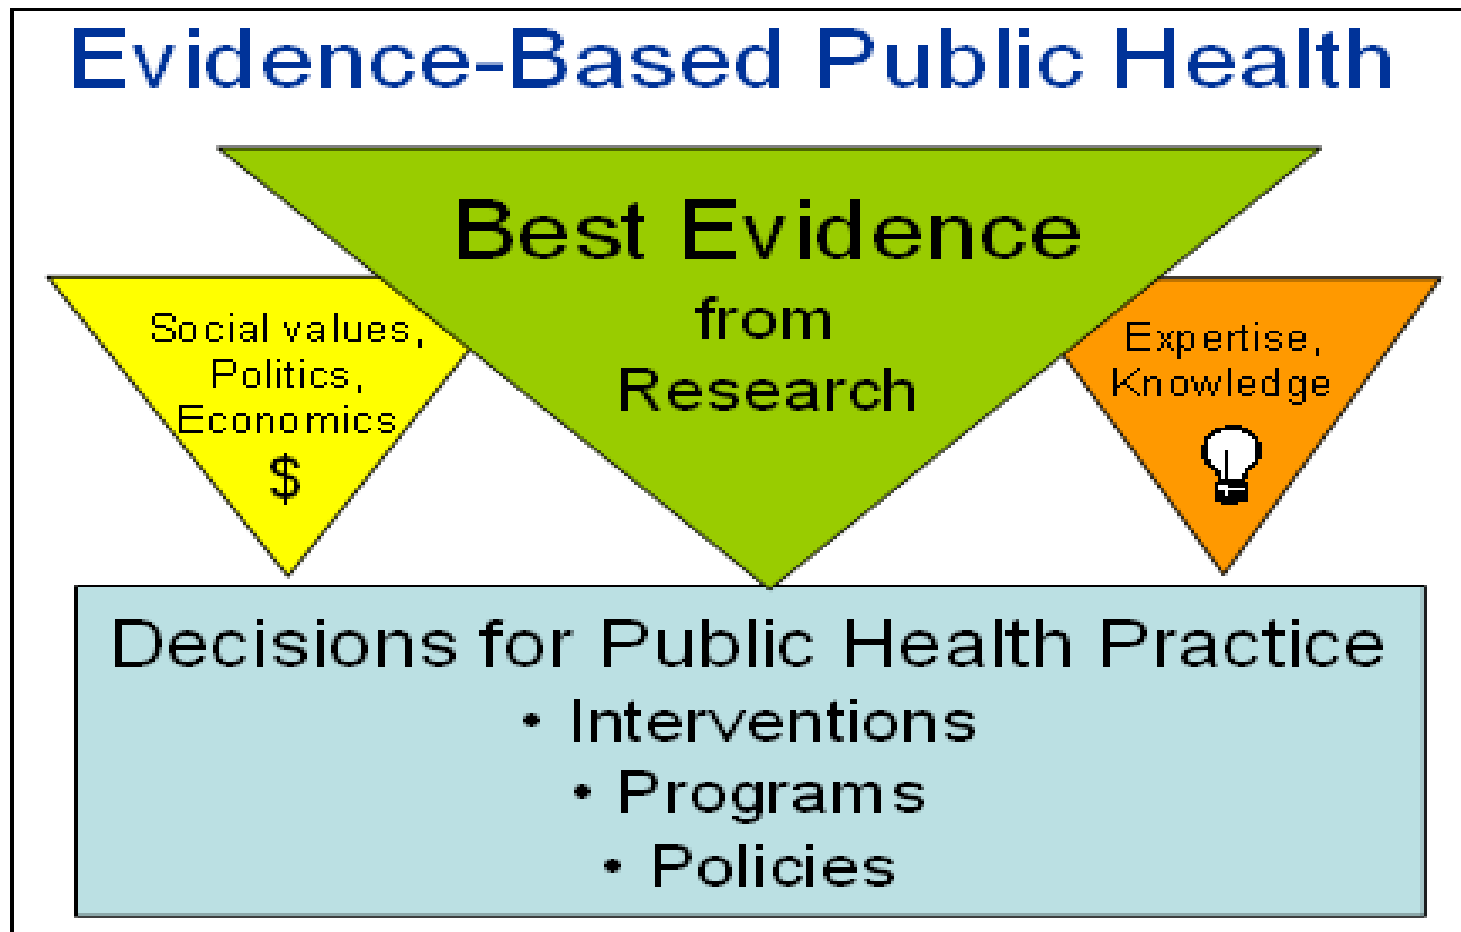 Evidence-Based Public Health
Best Evidence
from
Research
Social values,
Politics,
Economics
$
Expertise,
Knowledge
Decisions for Public Health Practice
• Interventions
• Programs
• Policies